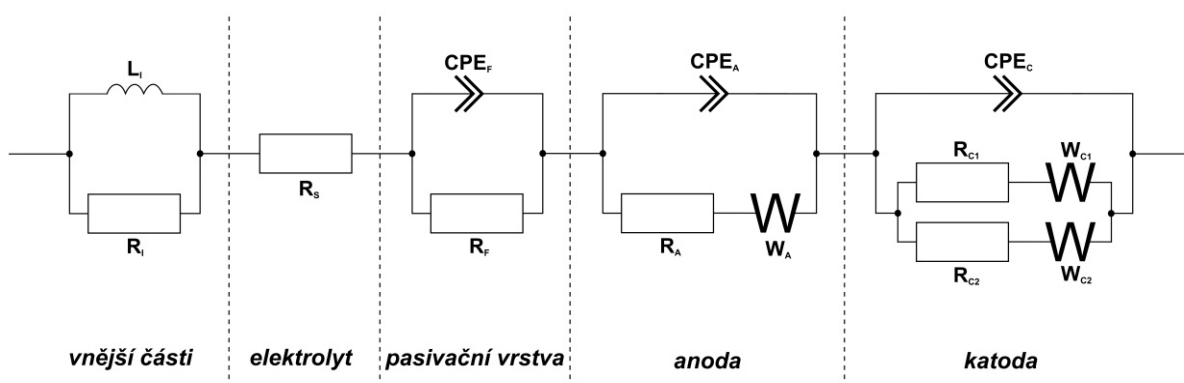 L_I
R_I
R_S
CPE_F
R_F
CPE_A
R_A
W_A
CPE_C
R_C1
W_C1
R_C2
W_C2
vnější části
elektrolyt
pasivační vrstva
anoda
katoda